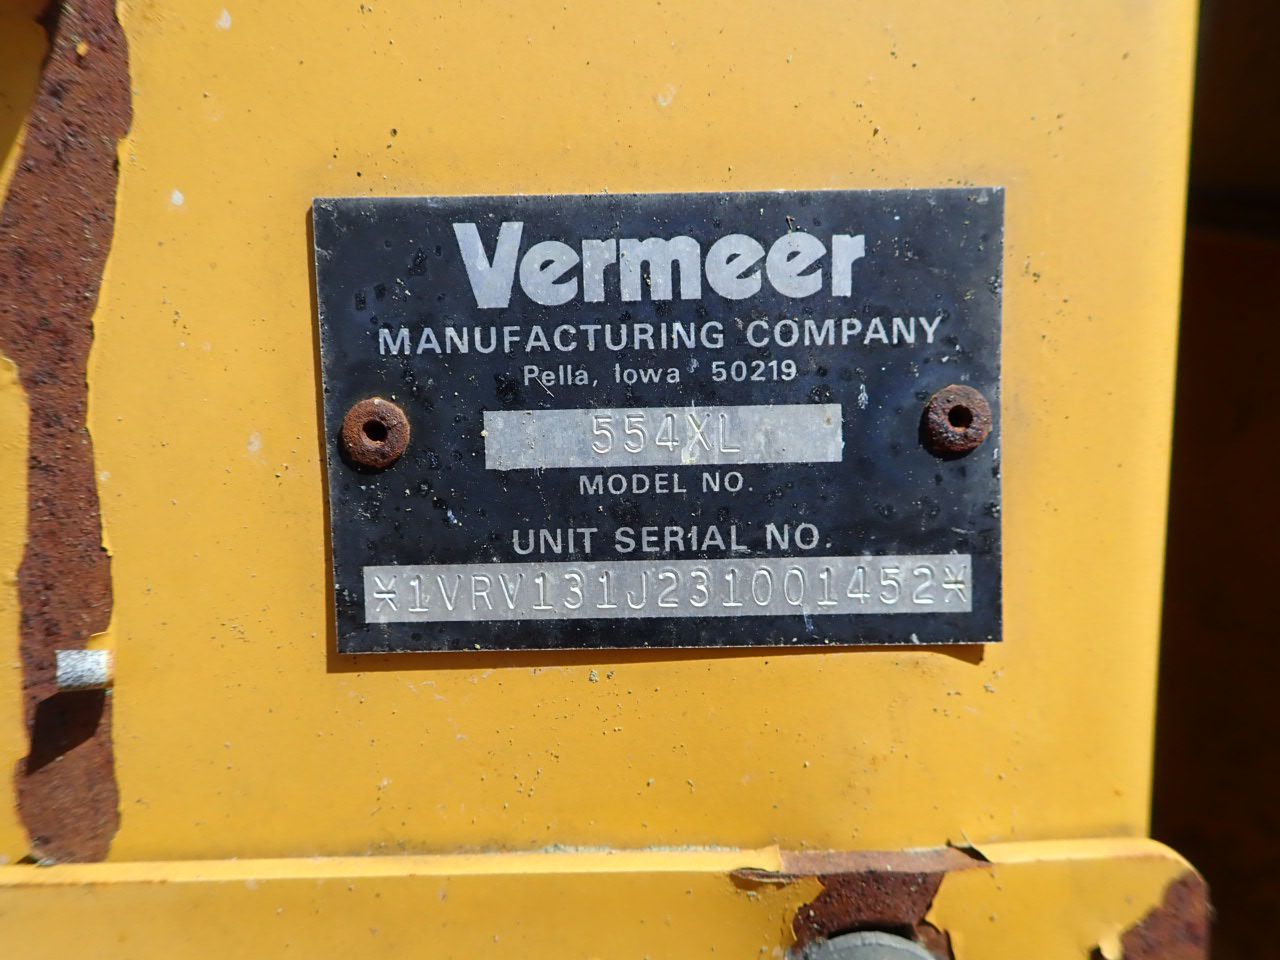 Vermeer
MANUFACTURING COMPANY
Pella, Iowa 50219
554XL
MODEL NO.
UNIT SERIAL NO.
*1VRV131J231001452*